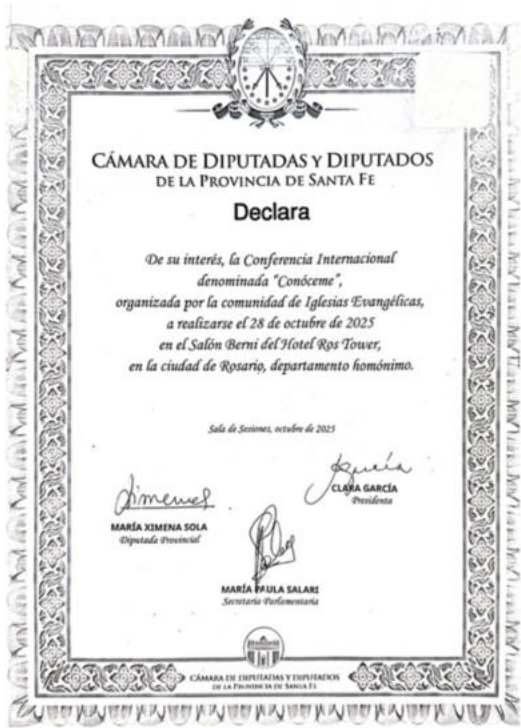 CÁMARA DE DIPUTADAS Y DIPUTADOS
DE LA PROVINCIA DE SANTA FE
Declara
De su interés, la Conferencia Internacional
denominada "Conóceme",
organizada por la comunidad de Iglesias Evangélicas,
a realizarse el 28 de octubre de 2025
en el Salón Berni del Hotel Ros Tower,
en la ciudad de Rosario, departamento homónimo.
Sala de Sesiones, octubre de 2025
CLARA GARCÍA
Presidenta
MARÍA XIMENA SOLA
Diputada Provincial
MARÍA PAULA SALARI
Secretaria Parlamentaria
CÁMARA DE DIPUTADAS Y DIPUTADOS
DE LA PROVINCIA DE SANTA FE